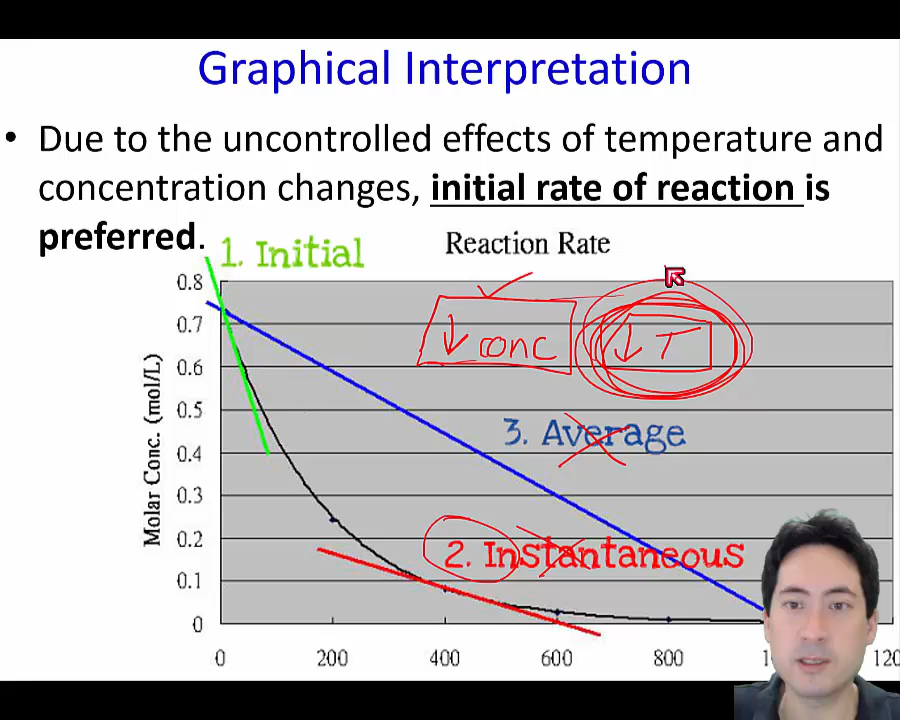 Graphical Interpretation
• Due to the uncontrolled effects of temperature and
concentration changes, initial rate of reaction is
preferred.
1. Initial
Reaction Rate
↓ conc
↓ T
3. Average
2. Instantaneous
Molar Conc. (mol/L)
0.8
0.7
0.6
0.5
0.4
0.3
0.2
0.1
0
0 200 400 600 800